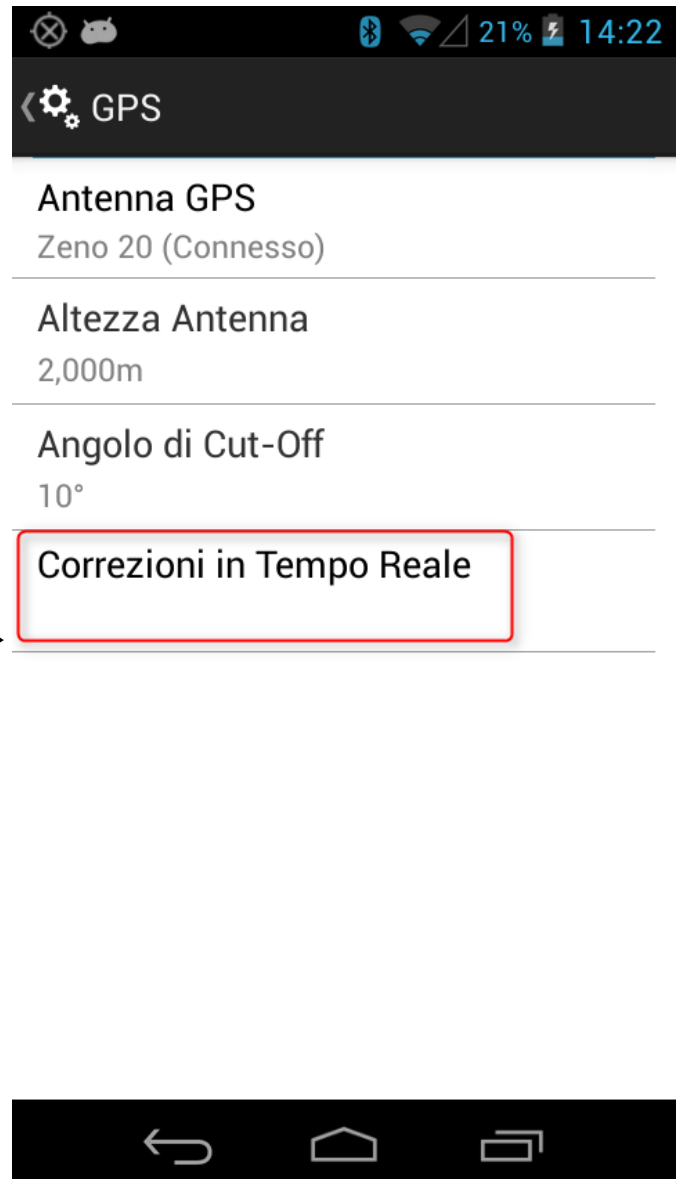 21% 14:22
GPS
Antenna GPS
Zeno 20 (Connesso)
Altezza Antenna
2,000m
Angolo di Cut-Off
10°
Correzioni in Tempo Reale